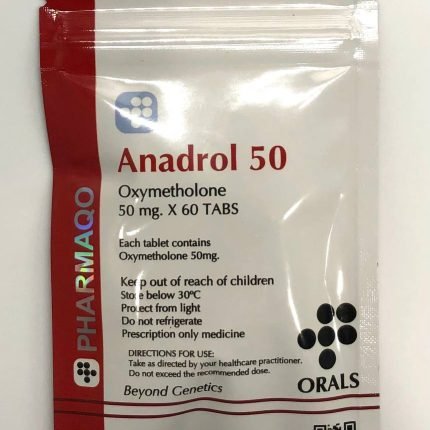 PHARMAQO
Anadrol 50
Oxymetholone
50 mg. X 60 TABS
Each tablet contains
Oxymetholone 50mg.
Keep out of reach of children
Store below 30ºC
Protect from light
Do not refrigerate
Prescription only medicine
DIRECTIONS FOR USE:
Take as directed by your healthcare practitioner.
Do not exceed the recommended dose.
Beyond Genetics
ORALS